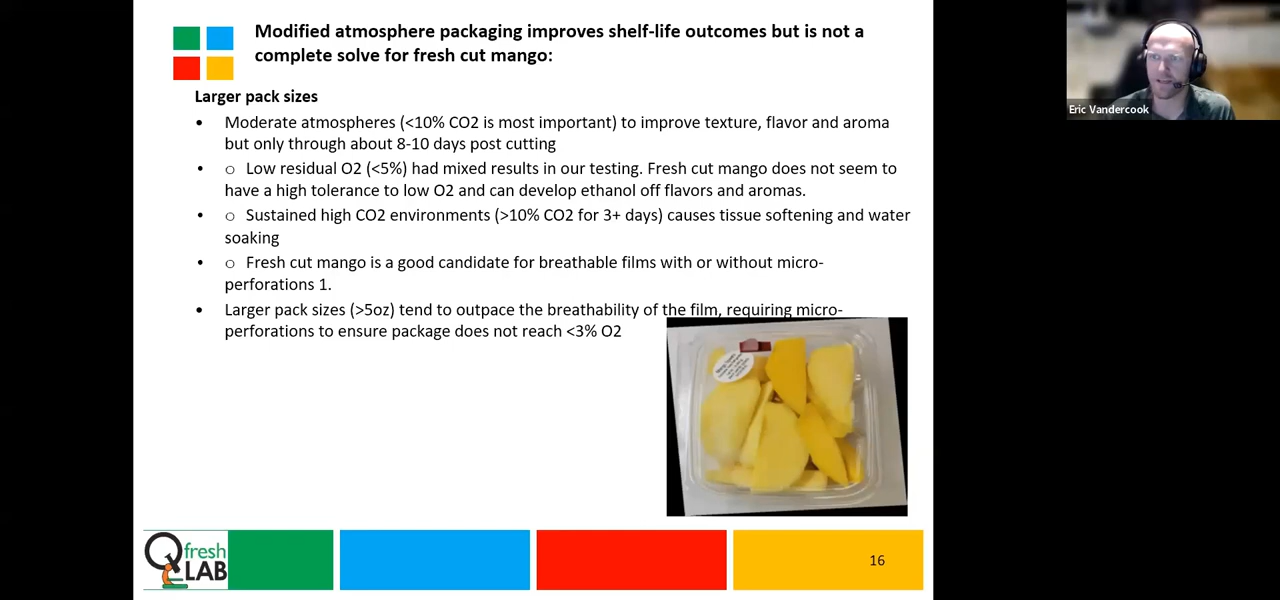 Modified atmosphere packaging improves shelf-life outcomes but is not a
complete solve for fresh cut mango:
Eric Vandercook
Larger pack sizes
• Moderate atmospheres (<10% CO2 is most important) to improve texture, flavor and aroma
but only through about 8-10 days post cutting
• o Low residual O2 (<5%) had mixed results in our testing. Fresh cut mango does not seem to
have a high tolerance to low O2 and can develop ethanol off flavors and aromas.
• o Sustained high CO2 environments (>10% CO2 for 3+ days) causes tissue softening and water
soaking
• o Fresh cut mango is a good candidate for breathable films with or without micro-
perforations 1.
• Larger pack sizes (>5oz) tend to outpace the breathability of the film, requiring micro-
perforations to ensure package does not reach <3% O2
Q fresh
LAB
16